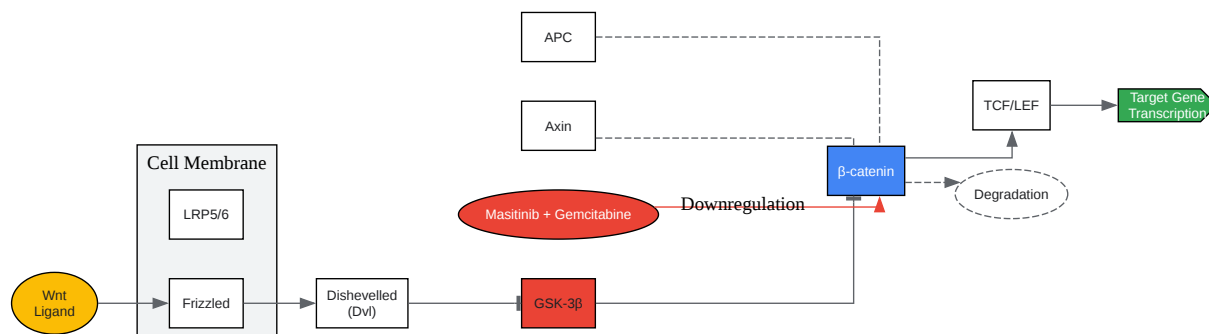 APC
Axin
Cell Membrane
LRP5/6
Wnt
Ligand
Frizzled
Dishevelled
(Dvl)
GSK-3β
Masitinib + Gemcitabine
Downregulation
β-catenin
Degradation
TCF/LEF
Target Gene
Transcription